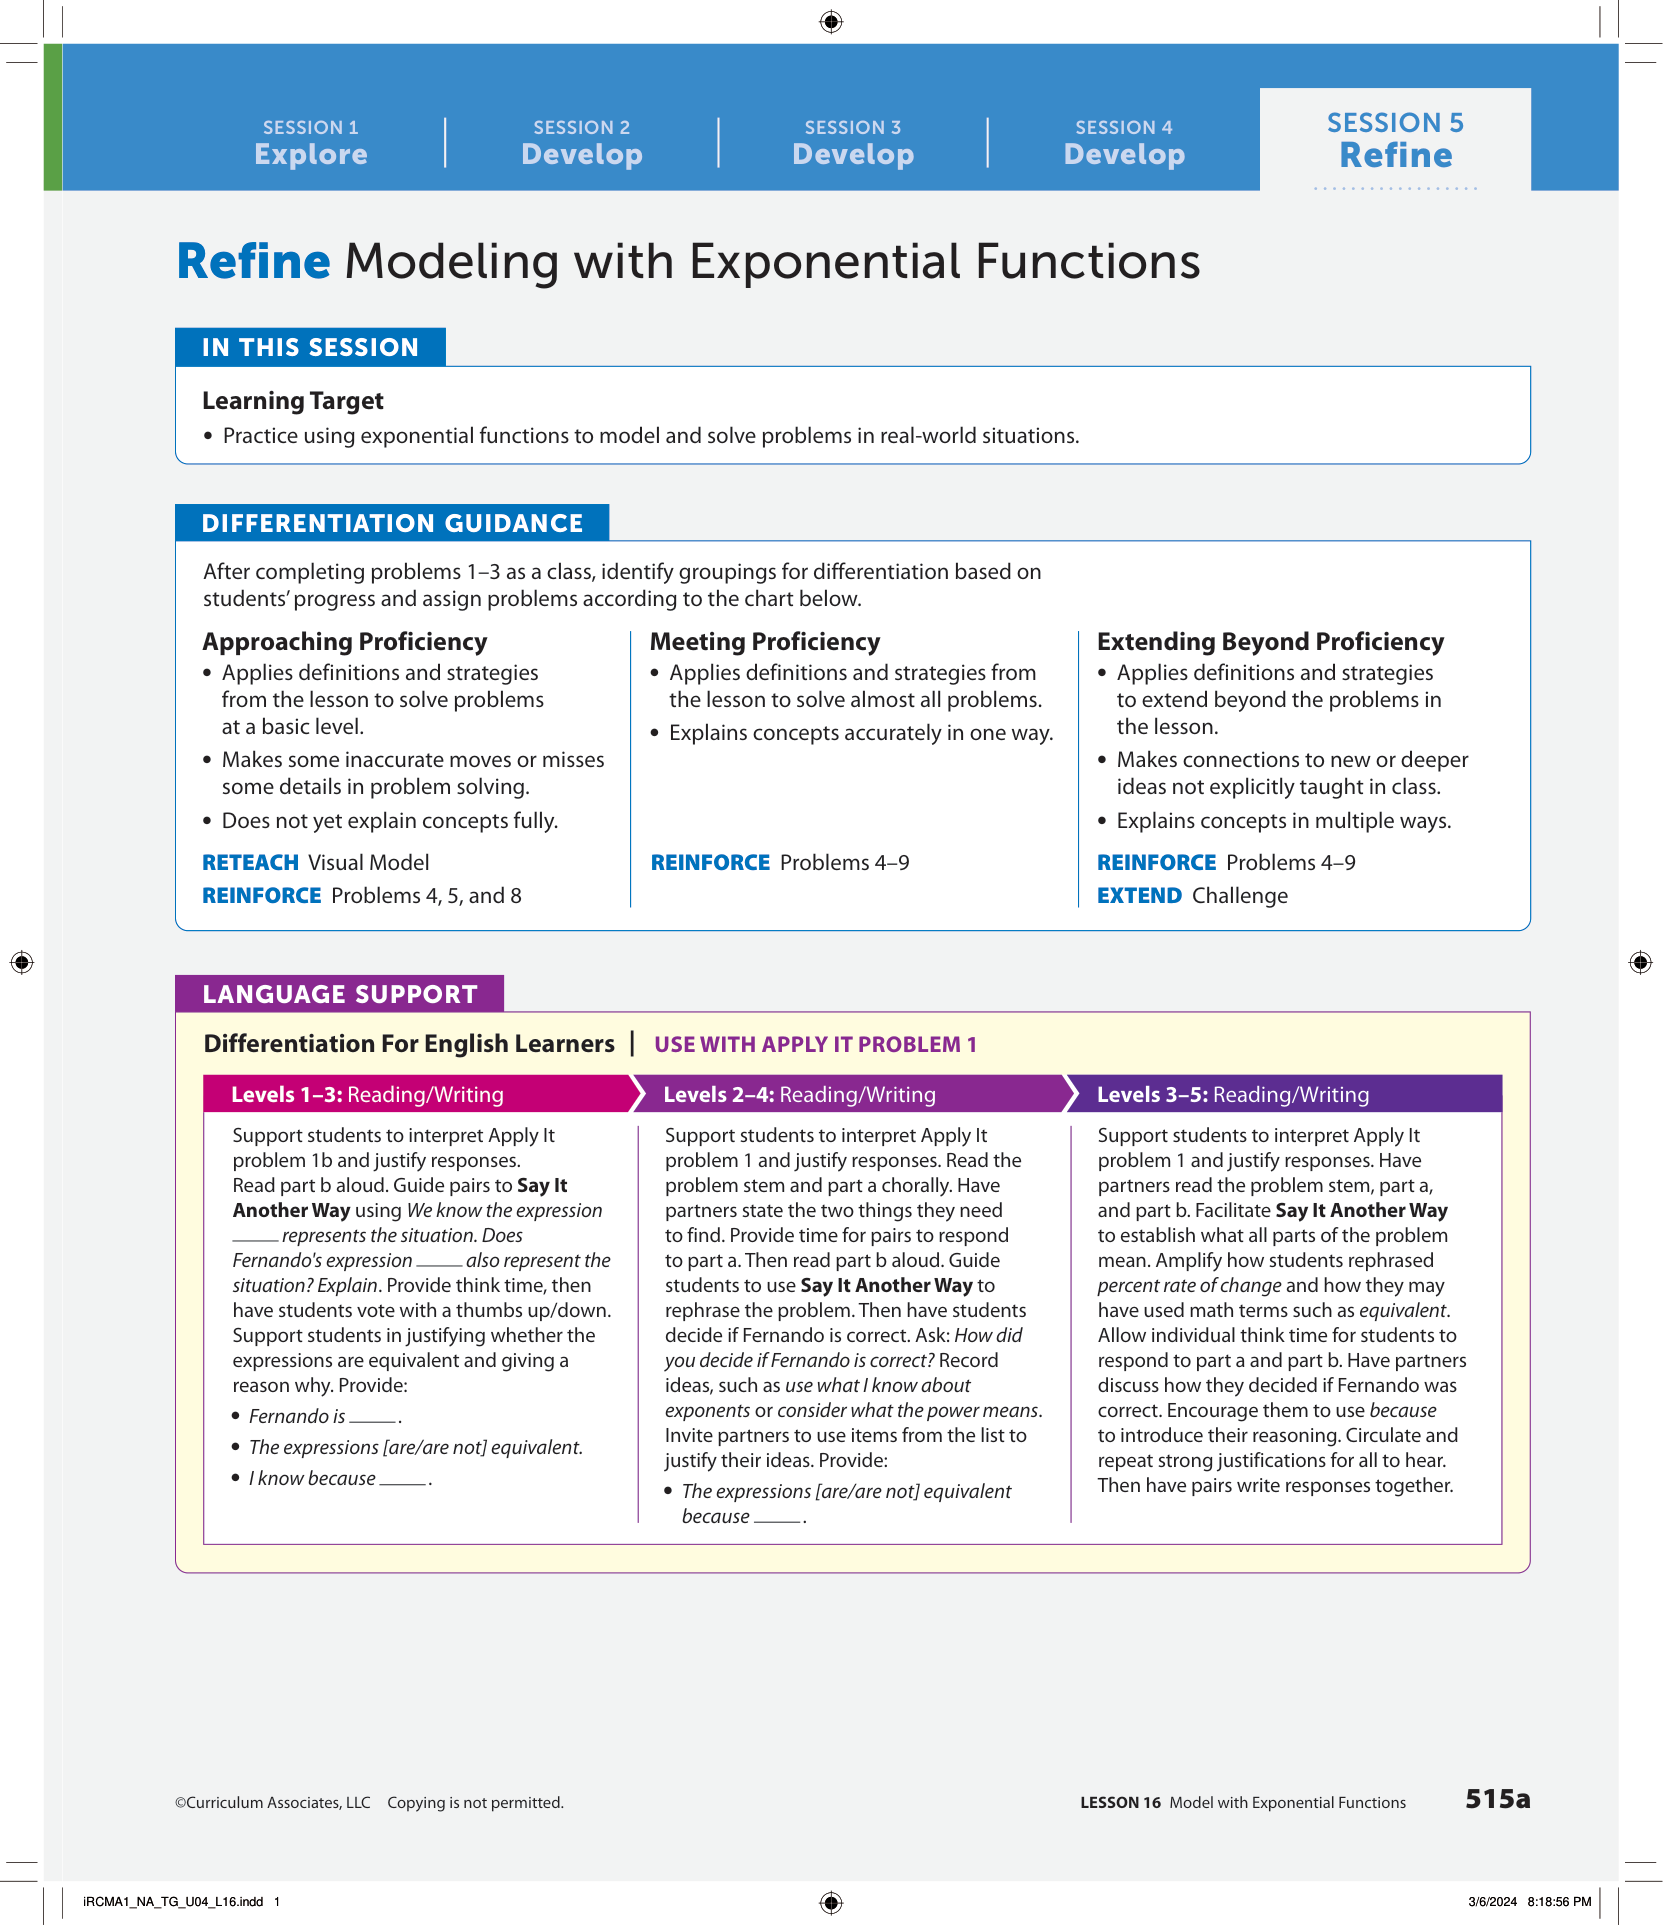 SESSION 1
Explore
SESSION 2
Develop
SESSION 3
Develop
SESSION 4
Develop
SESSION 5
Refine
Refine Modeling with Exponential Functions
IN THIS SESSION
Learning Target
• Practice using exponential functions to model and solve problems in real-world situations.
DIFFERENTIATION GUIDANCE
After completing problems 1–3 as a class, identify groupings for differentiation based on
students’ progress and assign problems according to the chart below.
Approaching Proficiency
• Applies definitions and strategies
from the lesson to solve problems
at a basic level.
• Makes some inaccurate moves or misses
some details in problem solving.
• Does not yet explain concepts fully.
RETEACH Visual Model
REINFORCE Problems 4, 5, and 8
Meeting Proficiency
• Applies definitions and strategies from
the lesson to solve almost all problems.
• Explains concepts accurately in one way.
REINFORCE Problems 4–9
Extending Beyond Proficiency
• Applies definitions and strategies
to extend beyond the problems in
the lesson.
• Makes connections to new or deeper
ideas not explicitly taught in class.
• Explains concepts in multiple ways.
REINFORCE Problems 4–9
EXTEND Challenge
LANGUAGE SUPPORT
Differentiation For English Learners | USE WITH APPLY IT PROBLEM 1
Levels 1–3: Reading/Writing
Support students to interpret Apply It
problem 1b and justify responses.
Read part b aloud. Guide pairs to Say It
Another Way using We know the expression
____ represents the situation. Does
Fernando's expression ____ also represent the
situation? Explain. Provide think time, then
have students vote with a thumbs up/down.
Support students in justifying whether the
expressions are equivalent and giving a
reason why. Provide:
• Fernando is ____.
• The expressions [are/are not] equivalent.
• I know because ____.
Levels 2–4: Reading/Writing
Support students to interpret Apply It
problem 1 and justify responses. Read the
problem stem and part a chorally. Have
partners state the two things they need
to find. Provide time for pairs to respond
to part a. Then read part b aloud. Guide
students to use Say It Another Way to
rephrase the problem. Then have students
decide if Fernando is correct. Ask: How did
you decide if Fernando is correct? Record
ideas, such as use what I know about
exponents or consider what the power means.
Invite partners to use items from the list to
justify their ideas. Provide:
• The expressions [are/are not] equivalent
because ____.
Levels 3–5: Reading/Writing
Support students to interpret Apply It
problem 1 and justify responses. Have
partners read the problem stem, part a,
and part b. Facilitate Say It Another Way
to establish what all parts of the problem
mean. Amplify how students rephrased
percent rate of change and how they may
have used math terms such as equivalent.
Allow individual think time for students to
respond to part a and part b. Have partners
discuss how they decided if Fernando was
correct. Encourage them to use because
to introduce their reasoning. Circulate and
repeat strong justifications for all to hear.
Then have pairs write responses together.
©Curriculum Associates, LLC Copying is not permitted.
LESSON 16 Model with Exponential Functions 515a
iRCMA1_NA_TG_U04_L16.indd 1
3/6/2024 8:18:56 PM